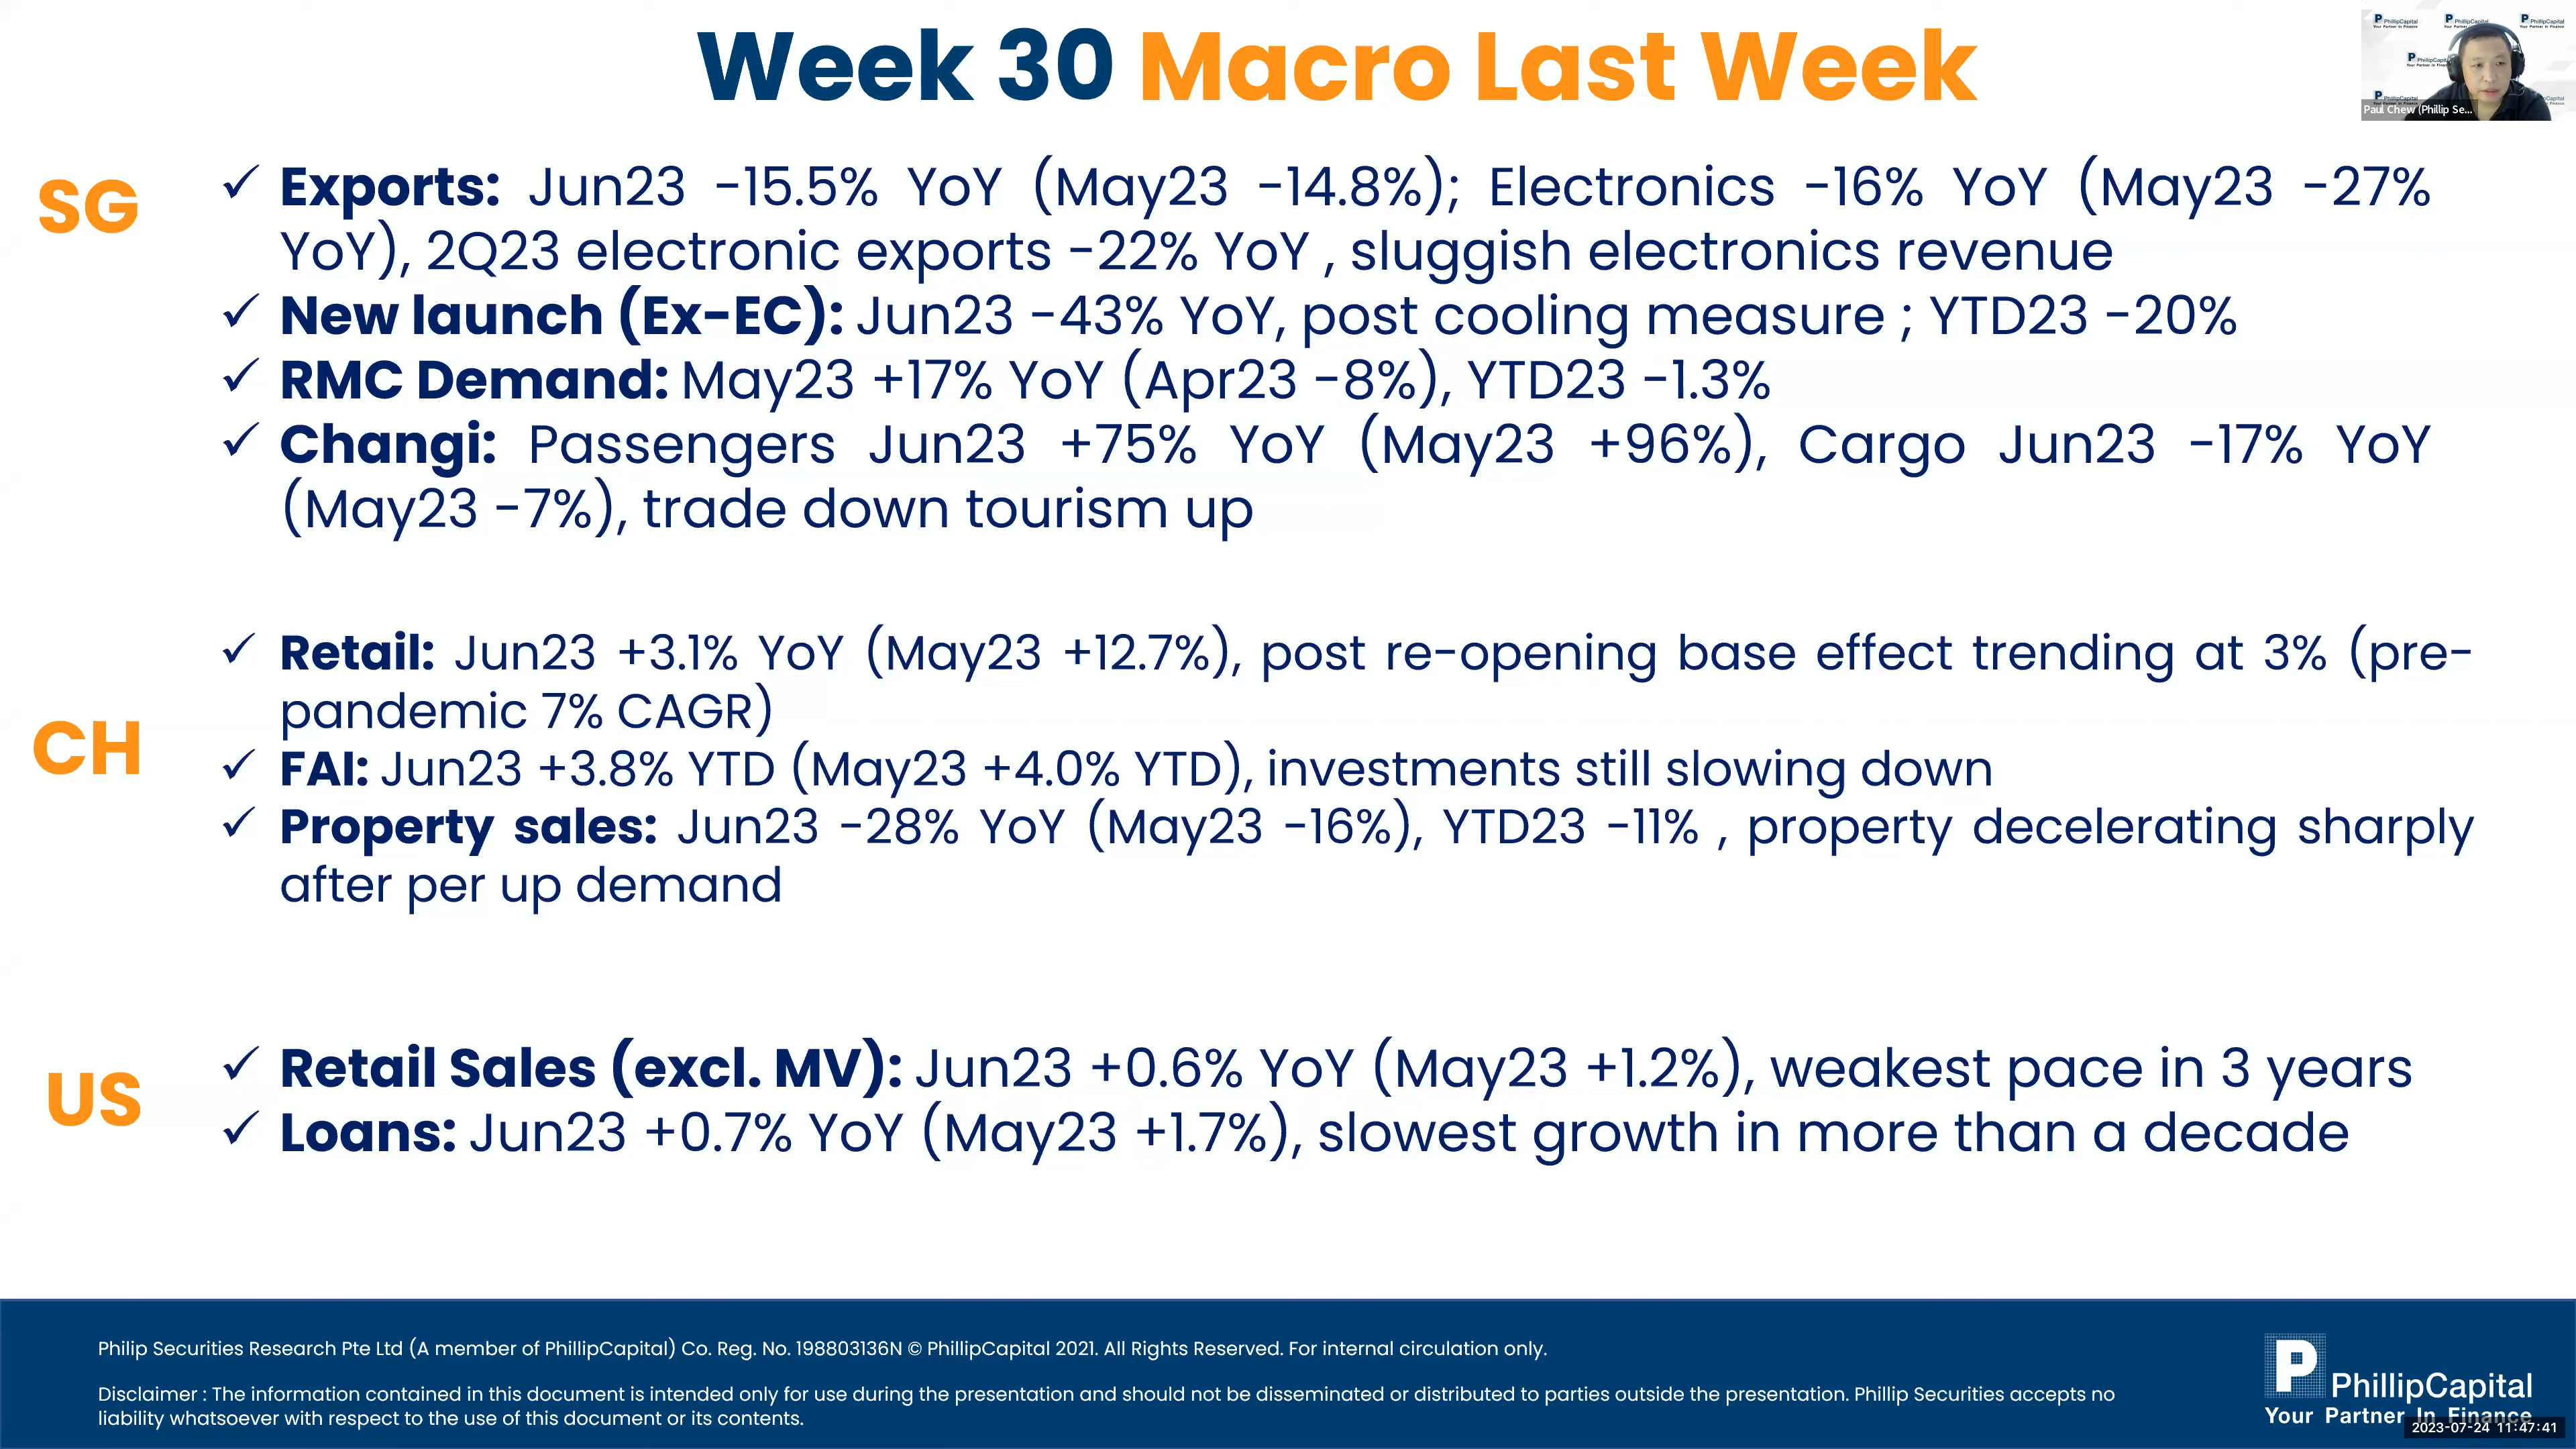 Week 30 Macro Last Week
PhillipCapital
Your Partner In Finance
PhillipCapital
PhillipCapital
Paul Chew (Phillip Se...
SG
✓ Exports: Jun23 -15.5% YoY (May23 -14.8%); Electronics -16% YoY (May23 -27%
YoY), 2Q23 electronic exports -22% YoY , sluggish electronics revenue
✓ New launch (Ex-EC): Jun23 -43% YoY, post cooling measure ; YTD23 -20%
✓ RMC Demand: May23 +17% YoY (Apr23 -8%), YTD23 -1.3%
✓ Changi: Passengers Jun23 +75% YoY (May23 +96%), Cargo Jun23 -17% YoY
(May23 -7%), trade down tourism up
CH
✓ Retail: Jun23 +3.1% YoY (May23 +12.7%), post re-opening base effect trending at 3% (pre-
pandemic 7% CAGR)
✓ FAI: Jun23 +3.8% YTD (May23 +4.0% YTD), investments still slowing down
✓ Property sales: Jun23 -28% YoY (May23 -16%), YTD23 -11% , property decelerating sharply
after per up demand
US
✓ Retail Sales (excl. MV): Jun23 +0.6% YoY (May23 +1.2%), weakest pace in 3 years
✓ Loans: Jun23 +0.7% YoY (May23 +1.7%), slowest growth in more than a decade
Philip Securities Research Pte Ltd (A member of PhillipCapital) Co. Reg. No. 198803136N © PhillipCapital 2021. All Rights Reserved. For internal circulation only.
Disclaimer : The information contained in this document is intended only for use during the presentation and should not be disseminated or distributed to parties outside the presentation. Phillip Securities accepts no
liability whatsoever with respect to the use of this document or its contents.
P PhillipCapital
Your Partner In Finance
2023-07-24 11:47:41